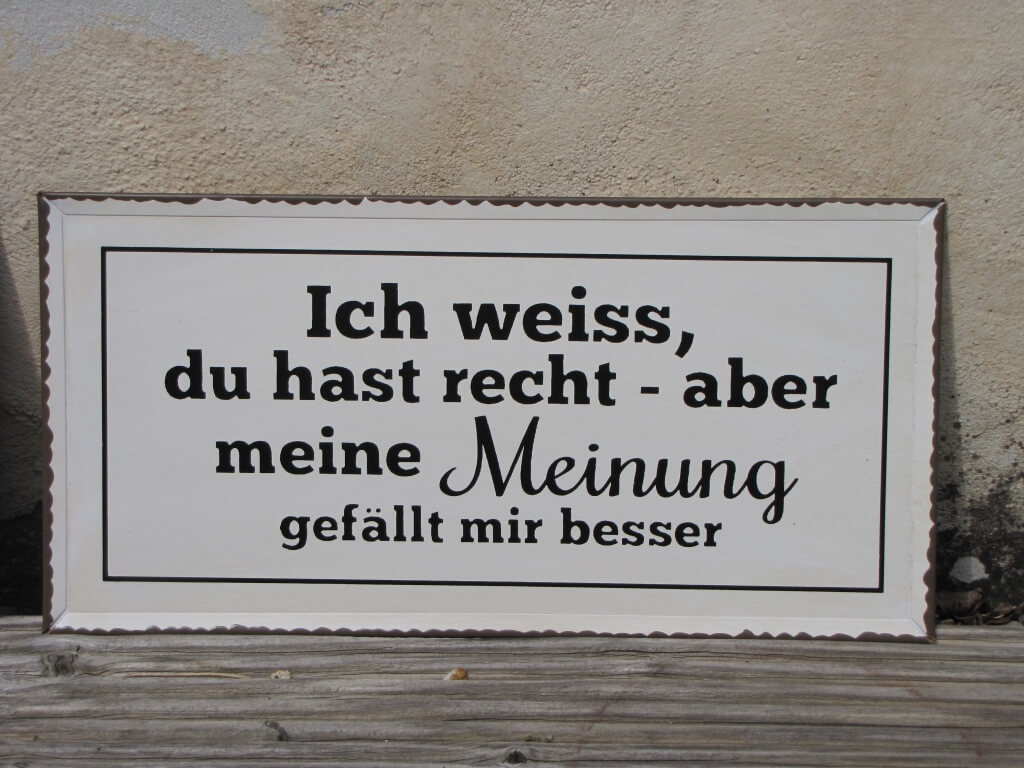 Ich weiss,
du hast recht - aber
meine Meinung
gefällt mir besser